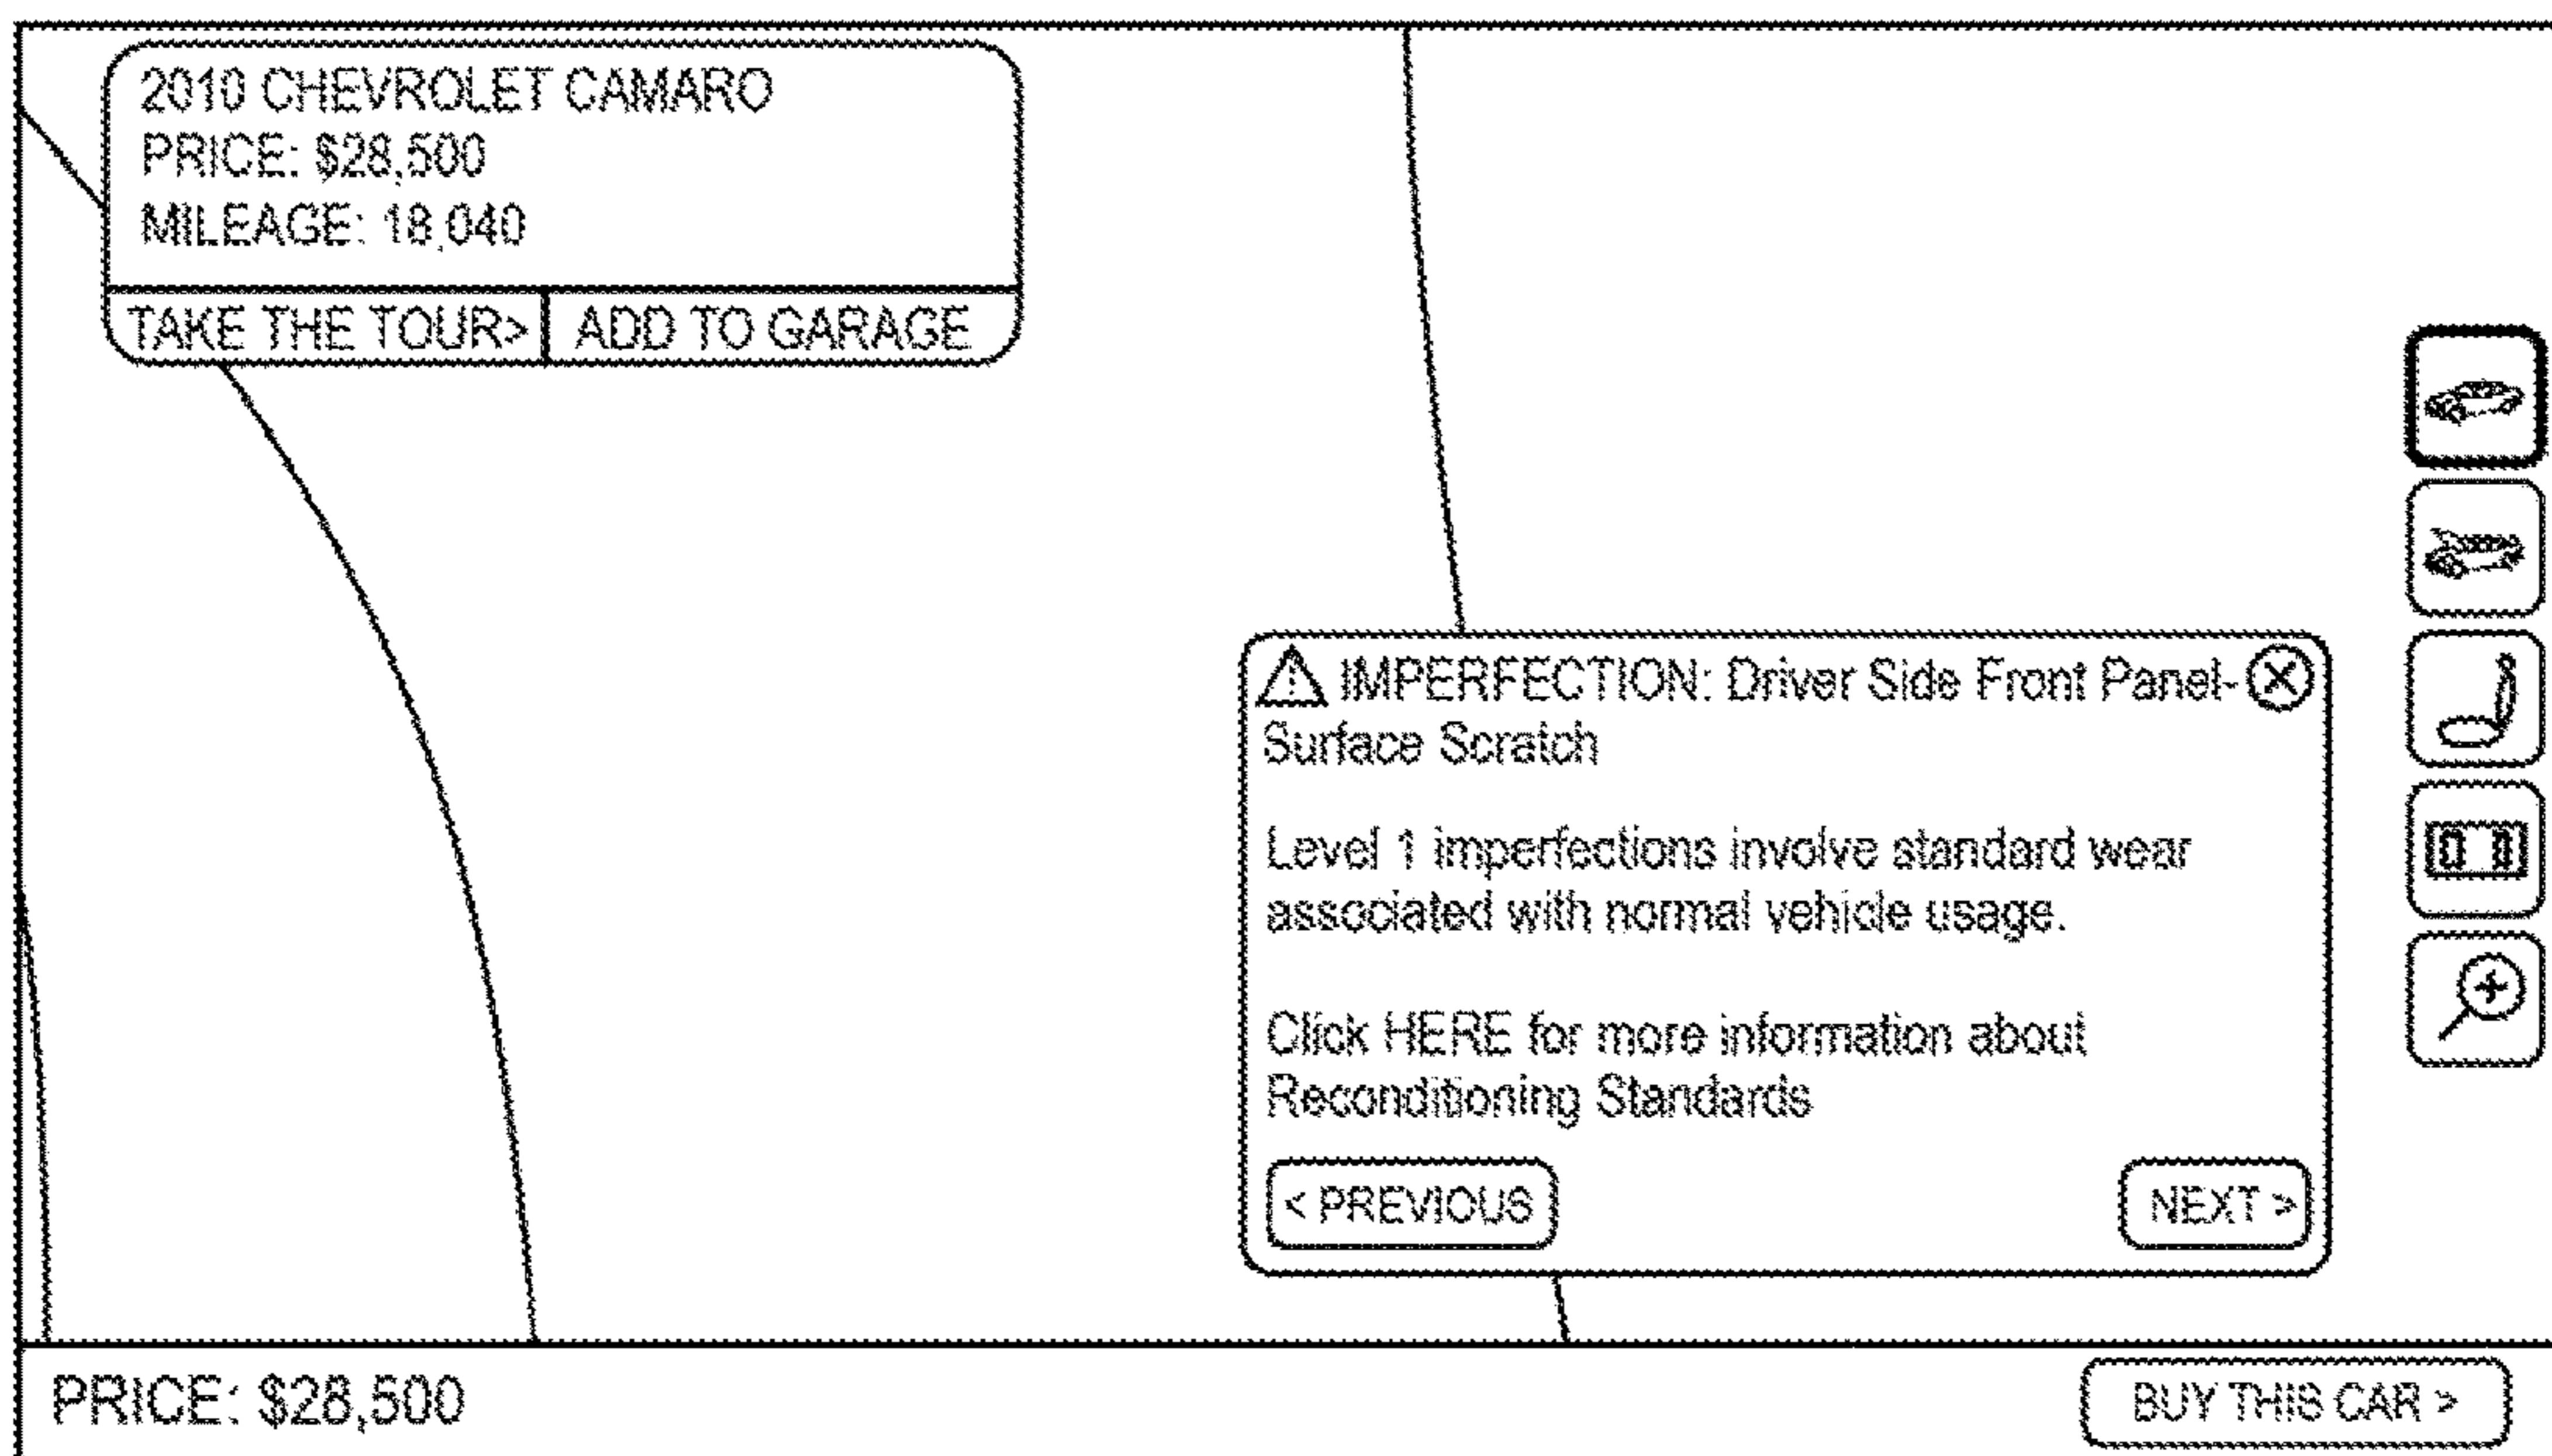 2010 CHEVROLET CAMARO
PRICE: $28,500
MILEAGE: 18,040
TAKE THE TOUR> ADD TO GARAGE
IMPERFECTION: Driver Side Front Panel-
Surface Scratch
Level 1 imperfections involve standard wear
associated with normal vehicle usage.
Click HERE for more information about
Reconditioning Standards
< PREVIOUS NEXT >
PRICE: $28,500 BUY THIS CAR >